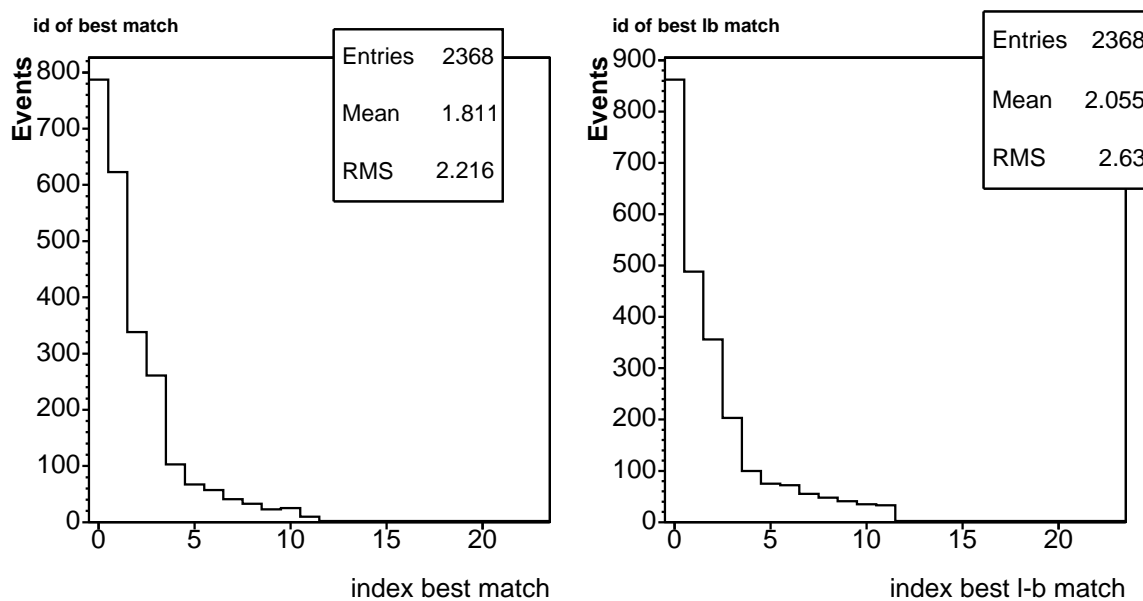 id of best match
Entries 2368
Mean 1.811
RMS 2.216
Events
800
700
600
500
400
300
200
100
0
0 5 10 15 20
index best match
id of best lb match
Entries 2368
Mean 2.055
RMS 2.63
Events
900
800
700
600
500
400
300
200
100
0
0 5 10 15 20
index best l-b match